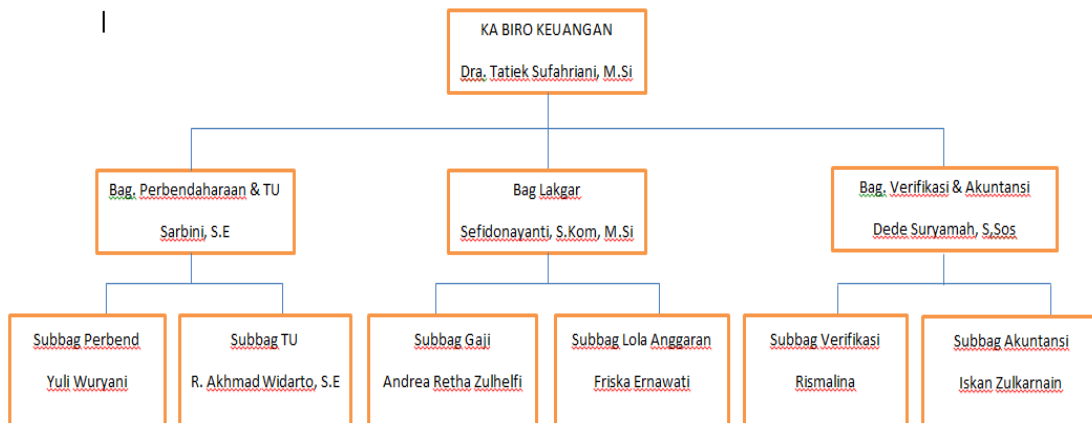 KA BIRO KEUANGAN
Dra. Tatiek Sufahriani, M.Si
Bag. Perbendaharaan & TU
Sarbini, S.E
Bag Lakgar
Sefidonayanti, S.Kom, M.Si
Bag. Verifikasi & Akuntansi
Dede Suryamah, S,Sos
Subbag Perbend
Yuli Wuryani
Subbag TU
R. Akhmad Widarto, S.E
Subbag Gaji
Andrea Retha Zulhelfi
Subbag Lola Anggaran
Friska Ernawati
Subbag Verifikasi
Rismalina
Subbag Akuntansi
Iskan Zulkarnain